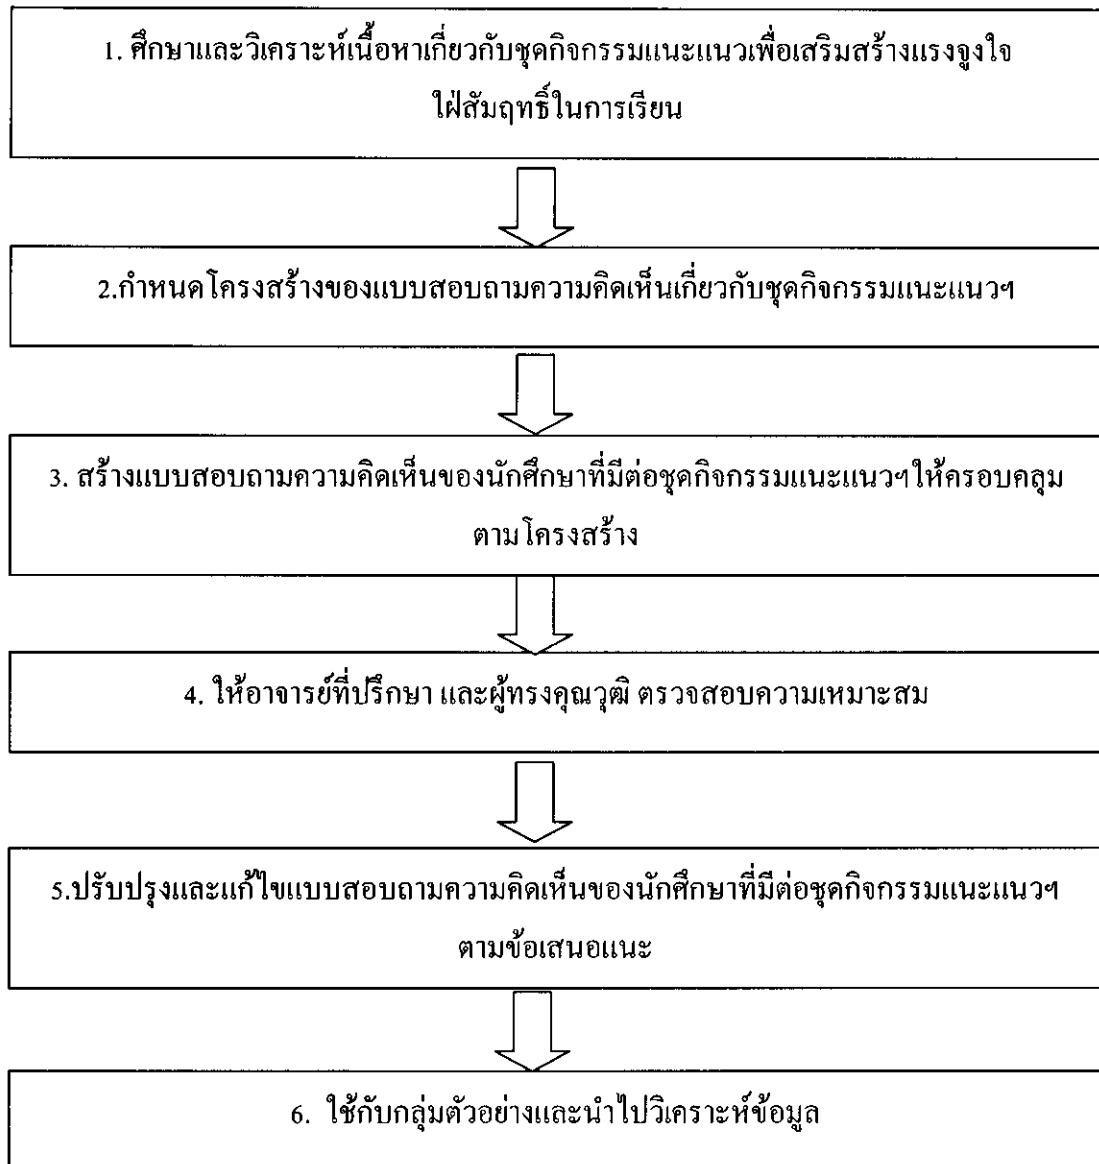 1. ศึกษาและวิเคราะห์เนื้อหาเกี่ยวกับชุดกิจกรรมแนะแนวเพื่อเสริมสร้างแรงจูงใจ
ใฝ่สัมฤทธิ์ในการเรียน
2.กำหนดโครงสร้างของแบบสอบถามความคิดเห็นเกี่ยวกับชุดกิจกรรมแนะแนวฯ
3. สร้างแบบสอบถามความคิดเห็นของนักศึกษาที่มีต่อชุดกิจกรรมแนะแนวฯให้ครอบคลุม
ตามโครงสร้าง
4. ให้อาจารย์ที่ปรึกษา และผู้ทรงคุณวุฒิ ตรวจสอบความเหมาะสม
5.ปรับปรุงและแก้ไขแบบสอบถามความคิดเห็นของนักศึกษาที่มีต่อชุดกิจกรรมแนะแนวฯ
ตามข้อเสนอแนะ
6. ใช้กับกลุ่มตัวอย่างและนำไปวิเคราะห์ข้อมูล